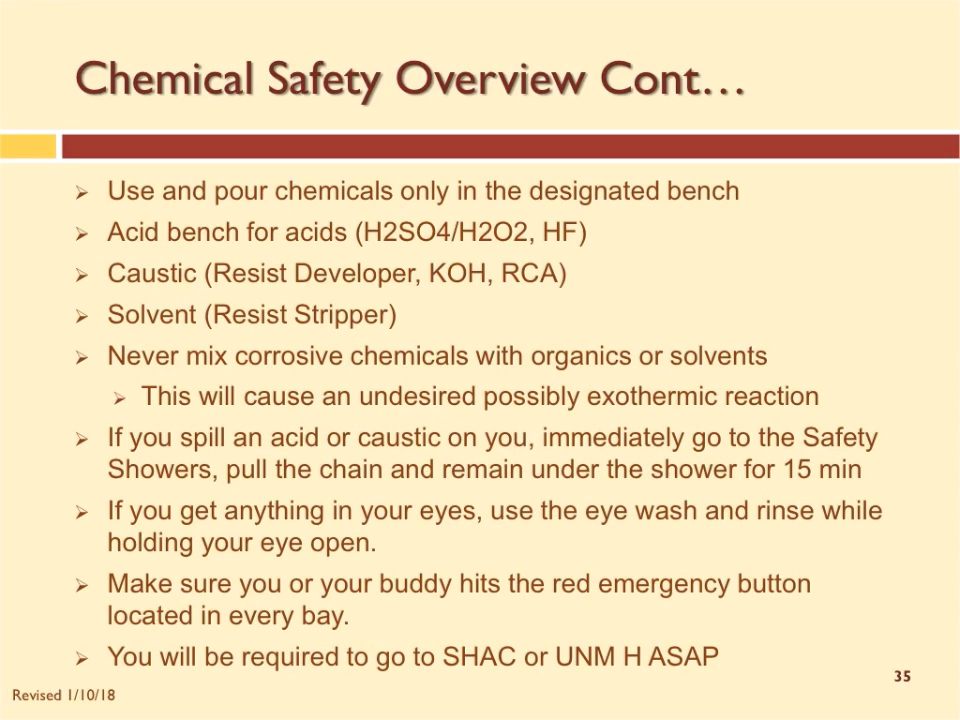 Chemical Safety Overview Cont…
Use and pour chemicals only in the designated bench
Acid bench for acids (H2SO4/H2O2, HF)
Caustic (Resist Developer, KOH, RCA)
Solvent (Resist Stripper)
Never mix corrosive chemicals with organics or solvents
This will cause an undesired possibly exothermic reaction
If you spill an acid or caustic on you, immediately go to the Safety
Showers, pull the chain and remain under the shower for 15 min
If you get anything in your eyes, use the eye wash and rinse while
holding your eye open.
Make sure you or your buddy hits the red emergency button
located in every bay.
You will be required to go to SHAC or UNM H ASAP
35
Revised 1/10/18